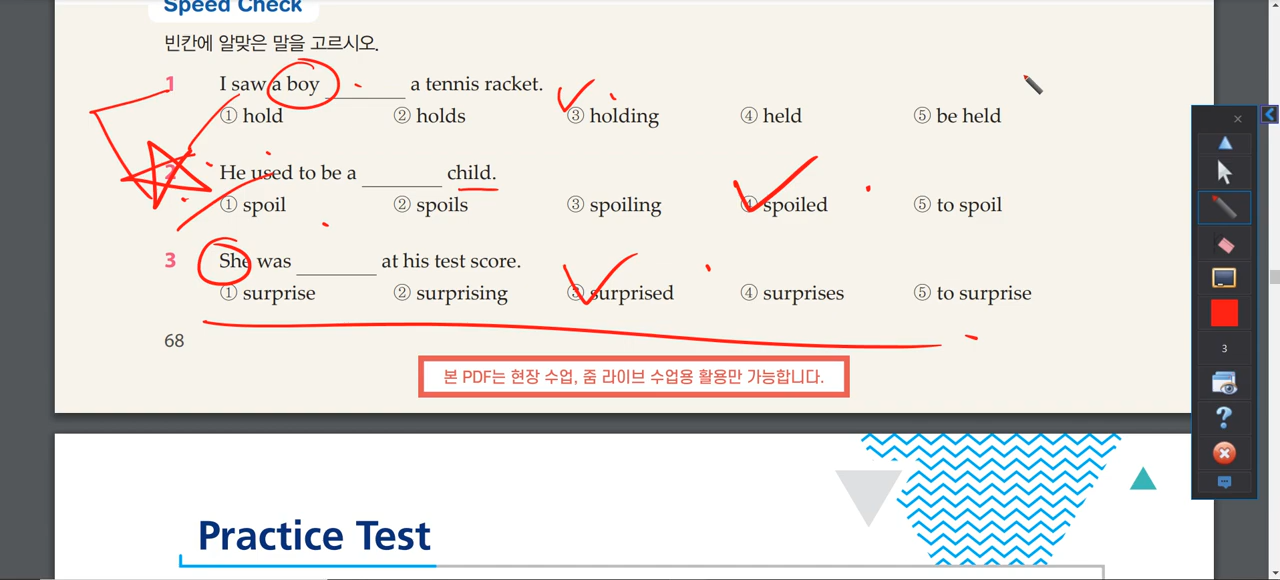 Speed Check
빈칸에 알맞은 말을 고르시오.
1 I saw a boy ________ a tennis racket.
① hold ② holds ③ holding ④ held ⑤ be held
2 He used to be a ________ child.
① spoil ② spoils ③ spoiling ④ spoiled ⑤ to spoil
3 She was ________ at his test score.
① surprise ② surprising ③ surprised ④ surprises ⑤ to surprise
68
본 PDF는 현장 수업, 줌 라이브 수업용 활용만 가능합니다.
3
Practice Test